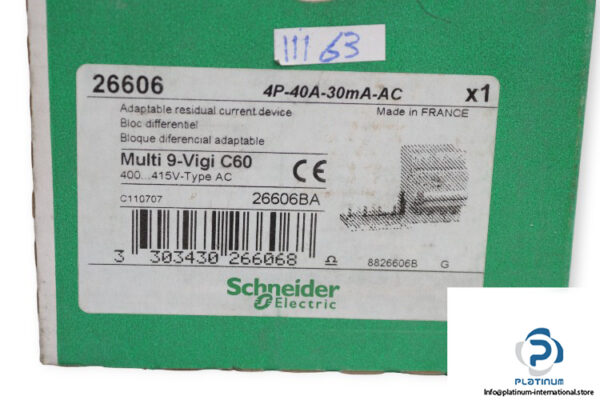 111 63
26606 4P-40A-30mA-AC x1
Adaptable residual current device Made in FRANCE
Bloc differentiel
Bloque diferencial adaptable
Multi 9-Vigi C60 CE
400...415V-Type AC
C110707 26606BA
3 303430 266068 Ω 8826606B G
Schneider
Electric
PLATINUM
Info@platinum-international.store